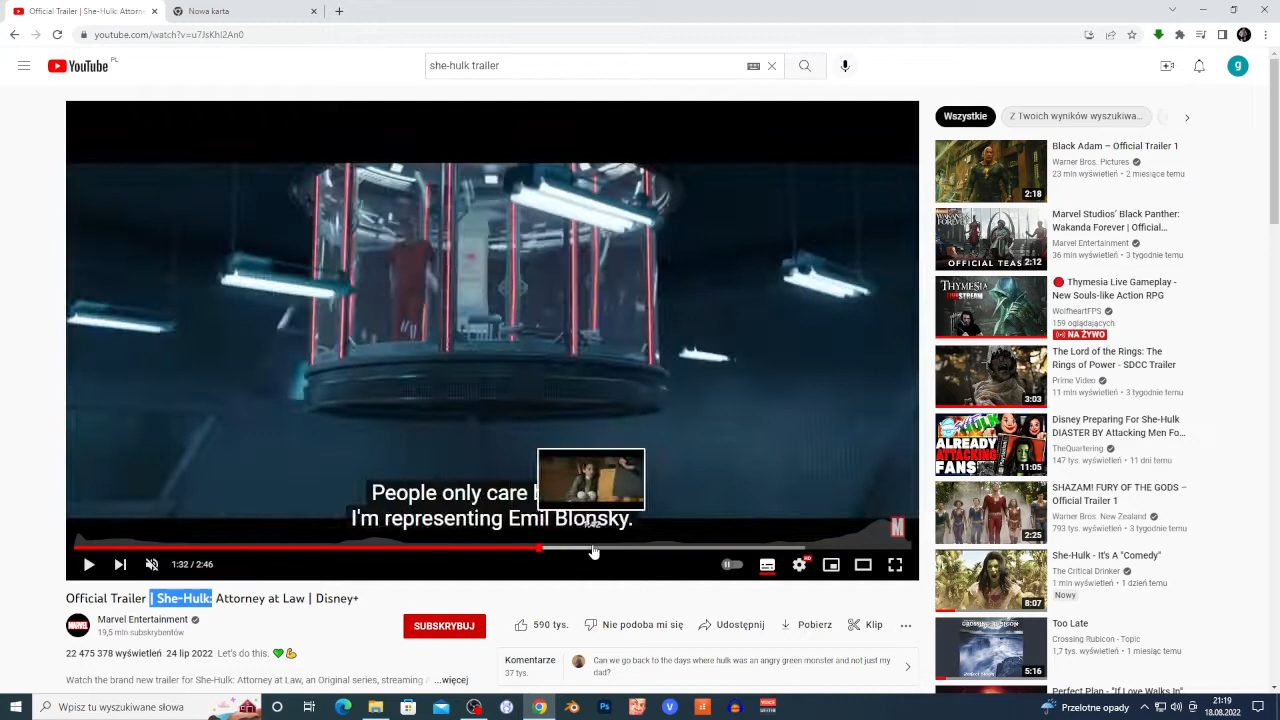 Official Trailer | She-Hulk: Attorn
Nowa karta
youtube.com/watch?v=u7JsKhI2An0
YouTube PL
she-hulk trailer
g
Wszystkie
Z Twoich wyników wyszukiwa...
People only care
I'm representing Emil Blonsky.
M
1:32 / 2:46
HD
Official Trailer | She-Hulk: Attorney at Law | Disney+
MARVEL
Marvel Entertainment
19,5 mln subskrybentów
SUBSKRYBUJ
590 tys.
Nie podoba mi się
Udostępnij
Pobierz
Klip
22 475 378 wyświetleń 24 lip 2022 Let's do this.
Watch the brand new trailer for She-Hulk: Attorney at Law, an Original series, streaming
...więcej
Komentarze
37 tys.
Can we go back to the days where hulk was an angry green monster and not just my
dad?
2:18
Black Adam – Official Trailer 1
Warner Bros. Pictures
23 mln wyświetleń • 2 miesiące temu
WAKANDA
FOREVER
OFFICIAL TEAS
2:12
Marvel Studios' Black Panther:
Wakanda Forever | Official...
Marvel Entertainment
36 mln wyświetleń • 3 tygodnie temu
THYMESIA
LIVESTREAM
Thymesia Live Gameplay -
New Souls-like Action RPG
WolfheartFPS
159 oglądających
NA ŻYWO
3:03
The Lord of the Rings: The
Rings of Power - SDCC Trailer
Prime Video
11 mln wyświetleń • 3 tygodnie temu
HULK
ALREADY
ATTACKING
FANS
11:05
Disney Preparing For She-Hulk
DIASTER BY Attacking Men Fo...
TheQuartering
147 tys. wyświetleń • 11 dni temu
2:25
SHAZAM! FURY OF THE GODS –
Official Trailer 1
Warner Bros. New Zealand
793 tys. wyświetleń • 3 tygodnie temu
8:07
She-Hulk - It's A "Comedy"
The Critical Drinker
1 mln wyświetleń • 1 dzień temu
Nowy
CROSSING RUBICON
5:16
Too Late
Crossing Rubicon - Topic
1,7 tys. wyświetleń • 1 miesiąc temu
Perfect Plan - "If Love Walks In"
Wpisz tu wyszukiwane słowa
Ps
V
Przelotne opady
21:19
18.08.2022